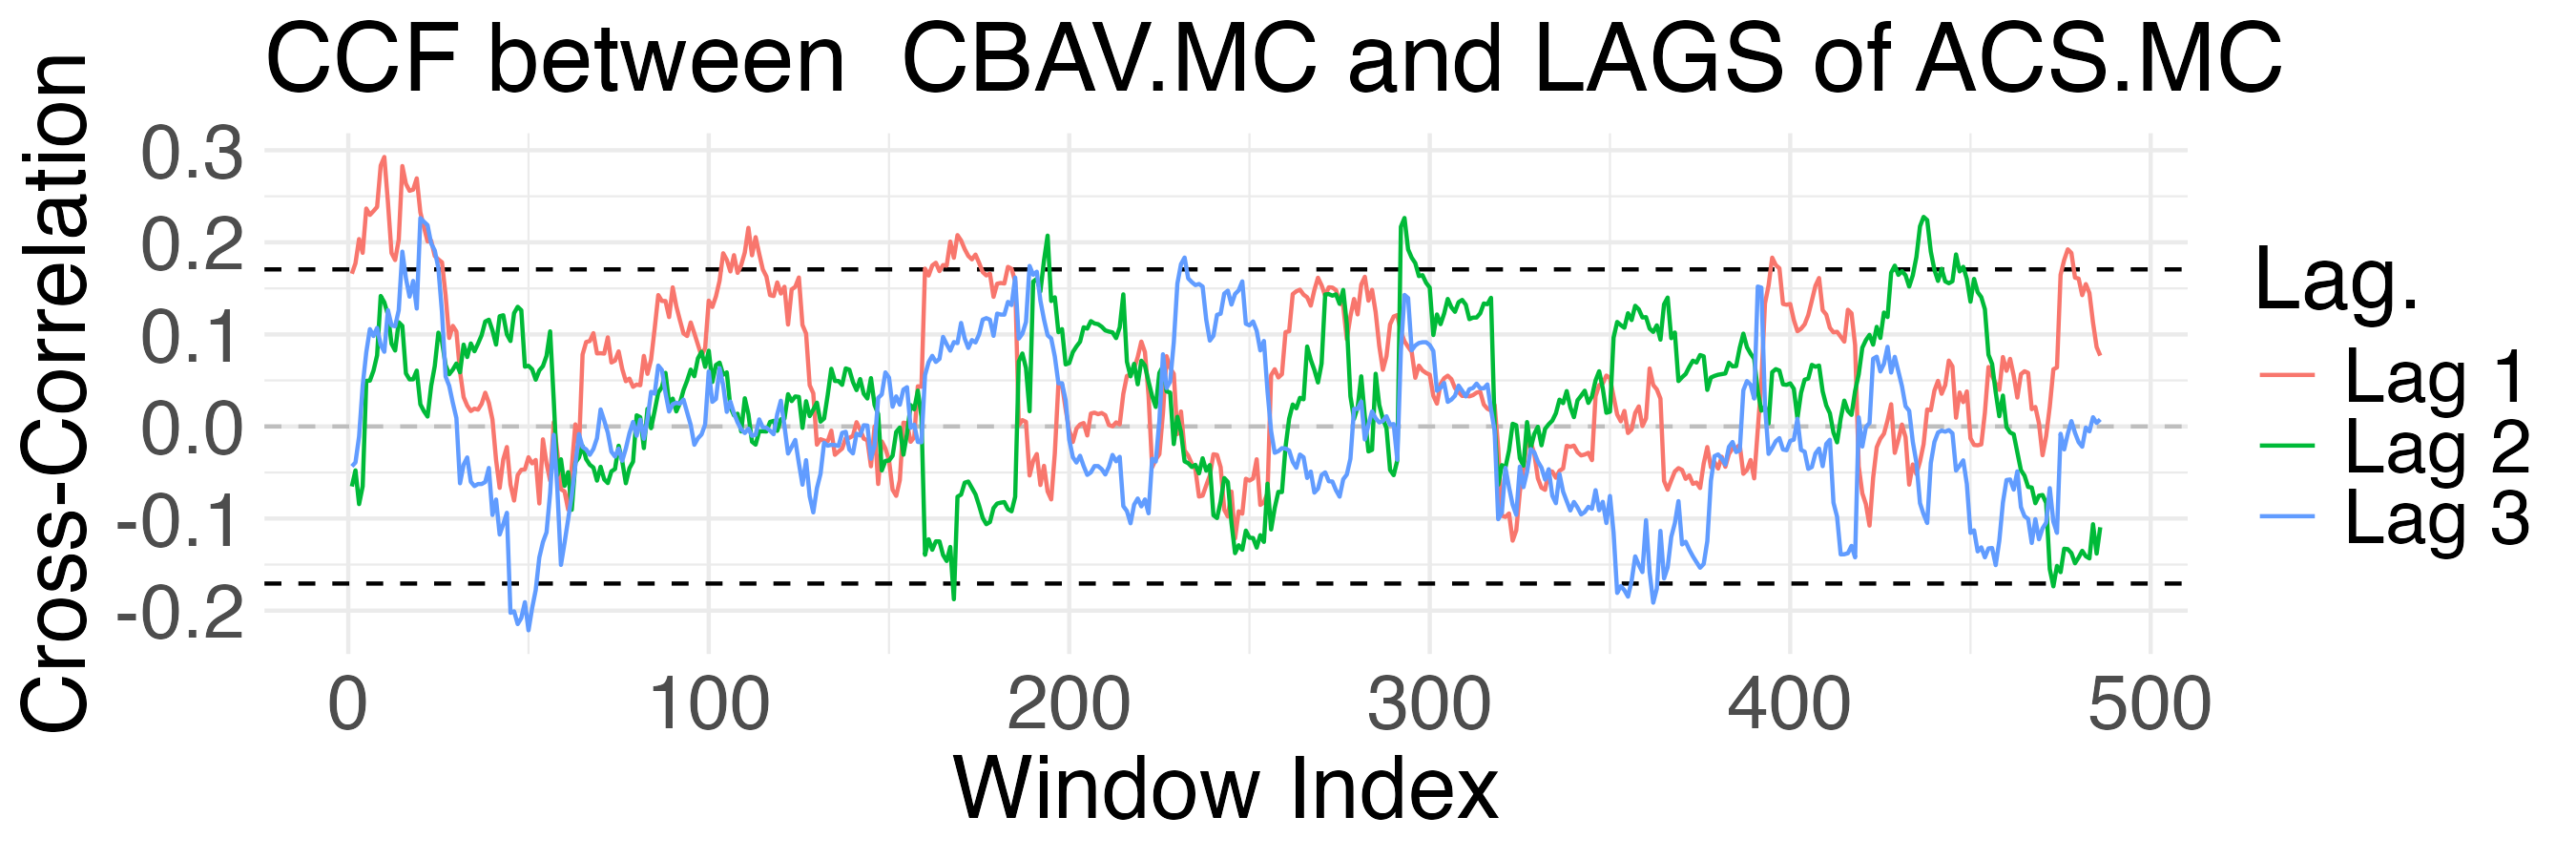 CCF between  CBAV.MC and LAGS of ACS.MC
Cross-Correlation
0.3
0.2
0.1
0.0
-0.1
-0.2
0
100
200
300
400
500
Window Index
Lag.
Lag 1
Lag 2
Lag 3